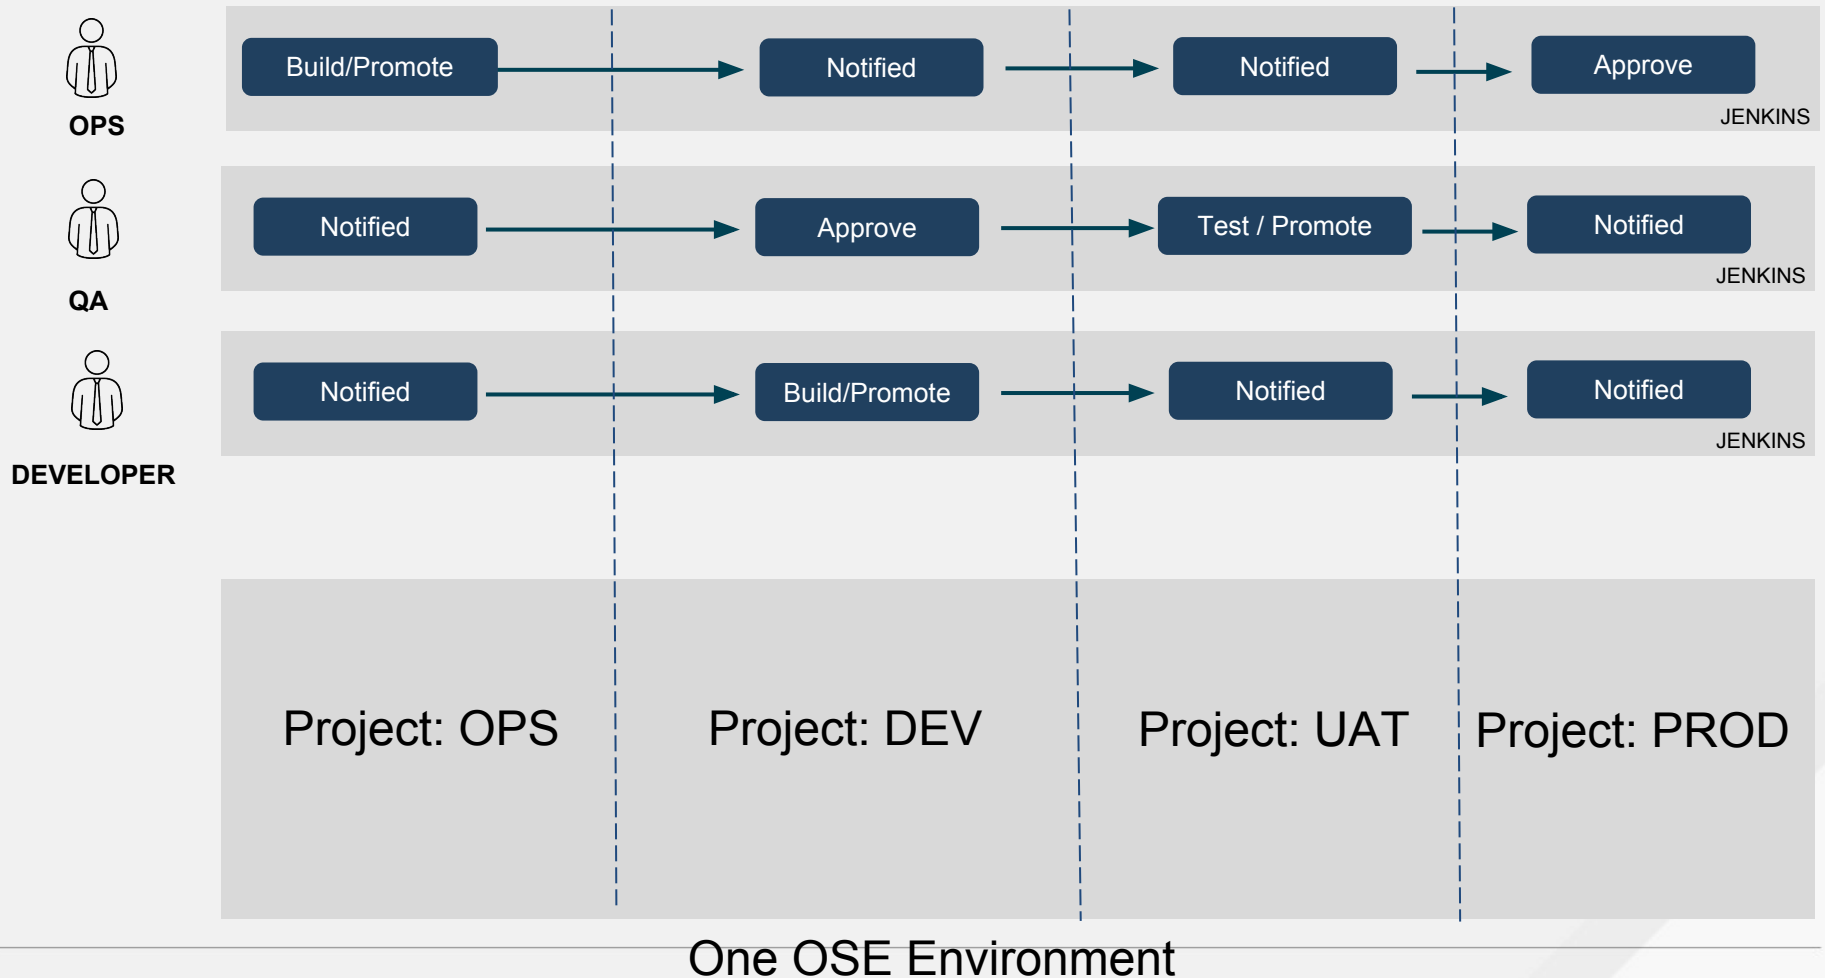 OPS
Build/Promote
Notified
Notified
Approve
JENKINS
QA
Notified
Approve
Test / Promote
Notified
JENKINS
DEVELOPER
Notified
Build/Promote
Notified
Notified
JENKINS
Project: OPS
Project: DEV
Project: UAT
Project: PROD
One OSE Environment